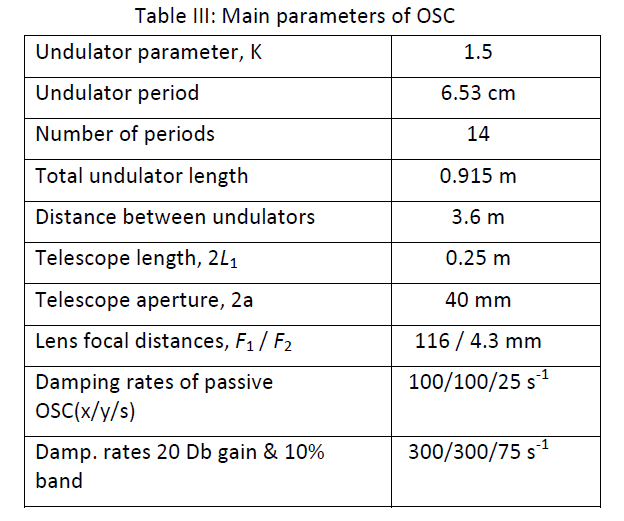 Table III: Main parameters of OSC
Undulator parameter, K 1.5
Undulator period 6.53 cm
Number of periods 14
Total undulator length 0.915 m
Distance between undulators 3.6 m
Telescope length, 2L₁ 0.25 m
Telescope aperture, 2a 40 mm
Lens focal distances, F₁ / F₂ 116 / 4.3 mm
Damping rates of passive 100/100/25 s⁻¹
OSC(x/y/s)
Damp. rates 20 Db gain & 10% 300/300/75 s⁻¹
band